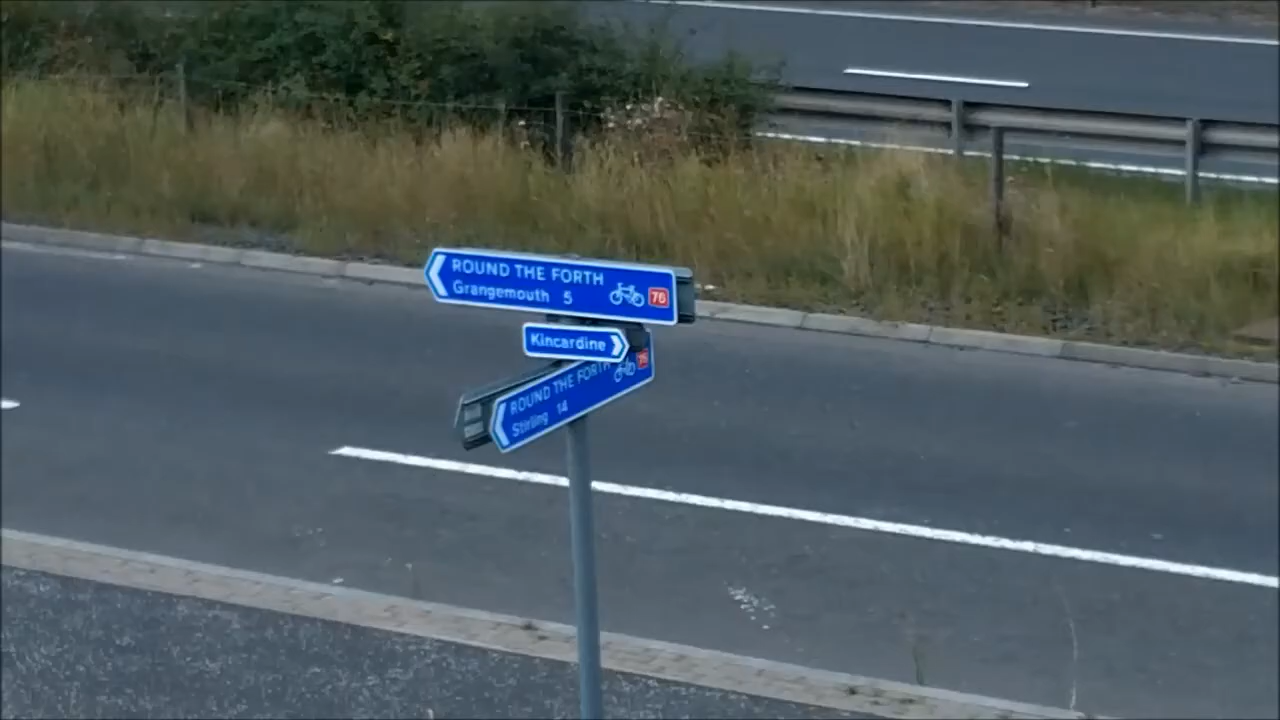 ROUND THE FORTH
Grangemouth 5
76
Kincardine
ROUND THE FORTH
76
Stirling 14